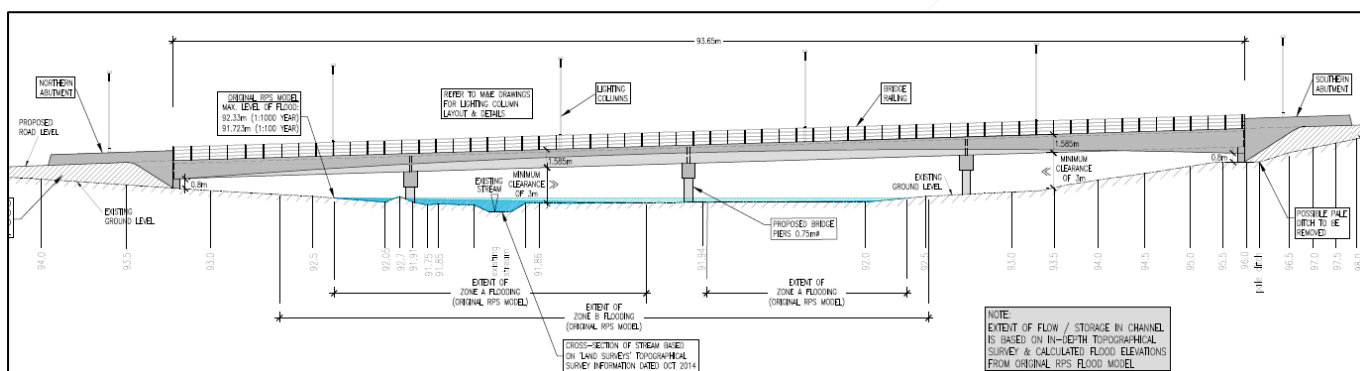 93.65m
NORTHERN
ABUTMENT
PROPOSED
ROAD LEVEL
ORIGINAL RPS MODEL
MAX. LEVEL OF FLOOD:
92.33m (1:1000 YEAR)
91.723m (1:100 YEAR)
REFER TO M&E DRAWINGS
FOR LIGHTING COLUMN
LAYOUT & DETAILS
LIGHTING
COLUMNS
BRIDGE
RAILING
SOUTHERN
ABUTMENT
0.8m
EXISTING
GROUND LEVEL
EXISTING
STREAM
1.585m
MINIMUM
CLEARANCE
OF 3m
PROPOSED BRIDGE
PIERS 0.75mø
EXISTING
GROUND LEVEL
1.585m
MINIMUM
CLEARANCE
OF 3m
0.8m
POSSIBLE PALE
DITCH TO BE
REMOVED
94.0
93.5
93.0
92.5
92.05
92.7
91.91
91.75
91.85
existing
stream
91.86
91.94
92.0
92.5
93.0
93.5
94.0
94.5
95.0
95.5
96.0
pale ditch
96.5
97.0
97.5
98.0
EXTENT OF
ZONE A FLOODING
(ORIGINAL RPS MODEL)
EXTENT OF
ZONE A FLOODING
(ORIGINAL RPS MODEL)
EXTENT OF
ZONE B FLOODING
(ORIGINAL RPS MODEL)
CROSS-SECTION OF STREAM BASED
ON 'LAND SURVEYS' TOPOGRAPHICAL
SURVEY INFORMATION DATED OCT 2014
NOTE:
EXTENT OF FLOW / STORAGE IN CHANNEL
IS BASED ON IN-DEPTH TOPOGRAPHICAL
SURVEY & CALCULATED FLOOD ELEVATIONS
FROM ORIGINAL RPS FLOOD MODEL